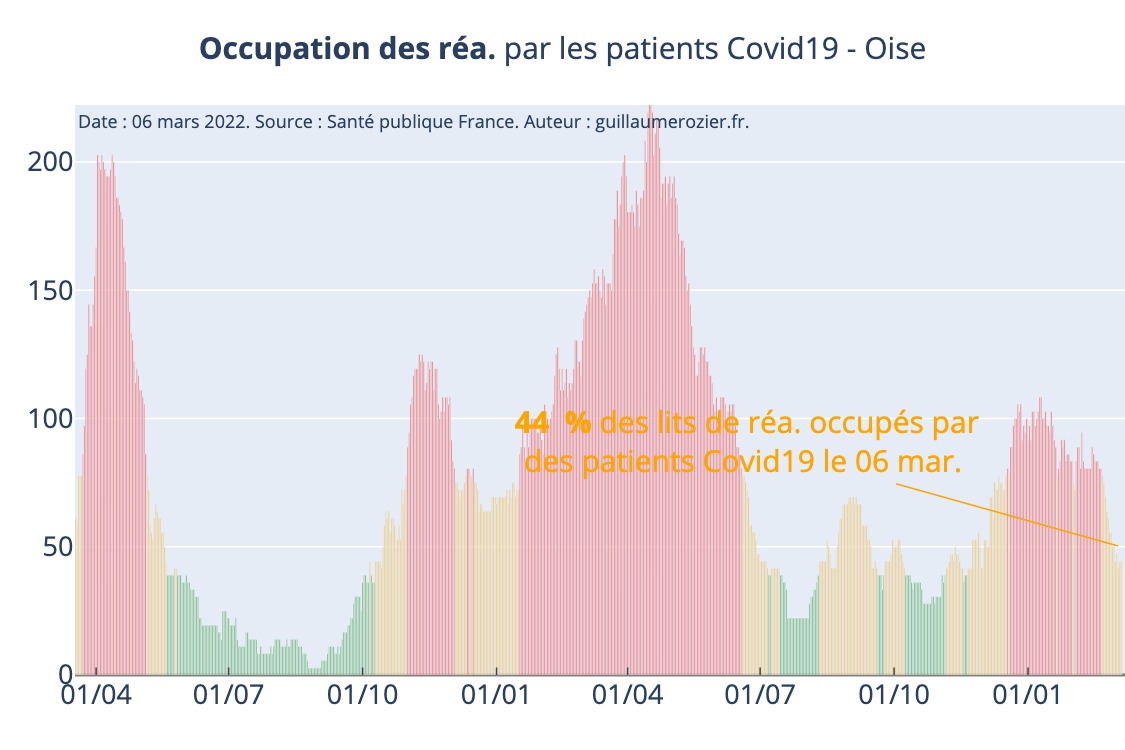 Occupation des réa. par les patients Covid19 - Oise
Date : 06 mars 2022. Source : Santé publique France. Auteur : guillaumerozier.fr.
200
150
100
50
0
44 % des lits de réa. occupés par
des patients Covid19 le 06 mar.
01/04 01/07 01/10 01/01 01/04 01/07 01/10 01/01